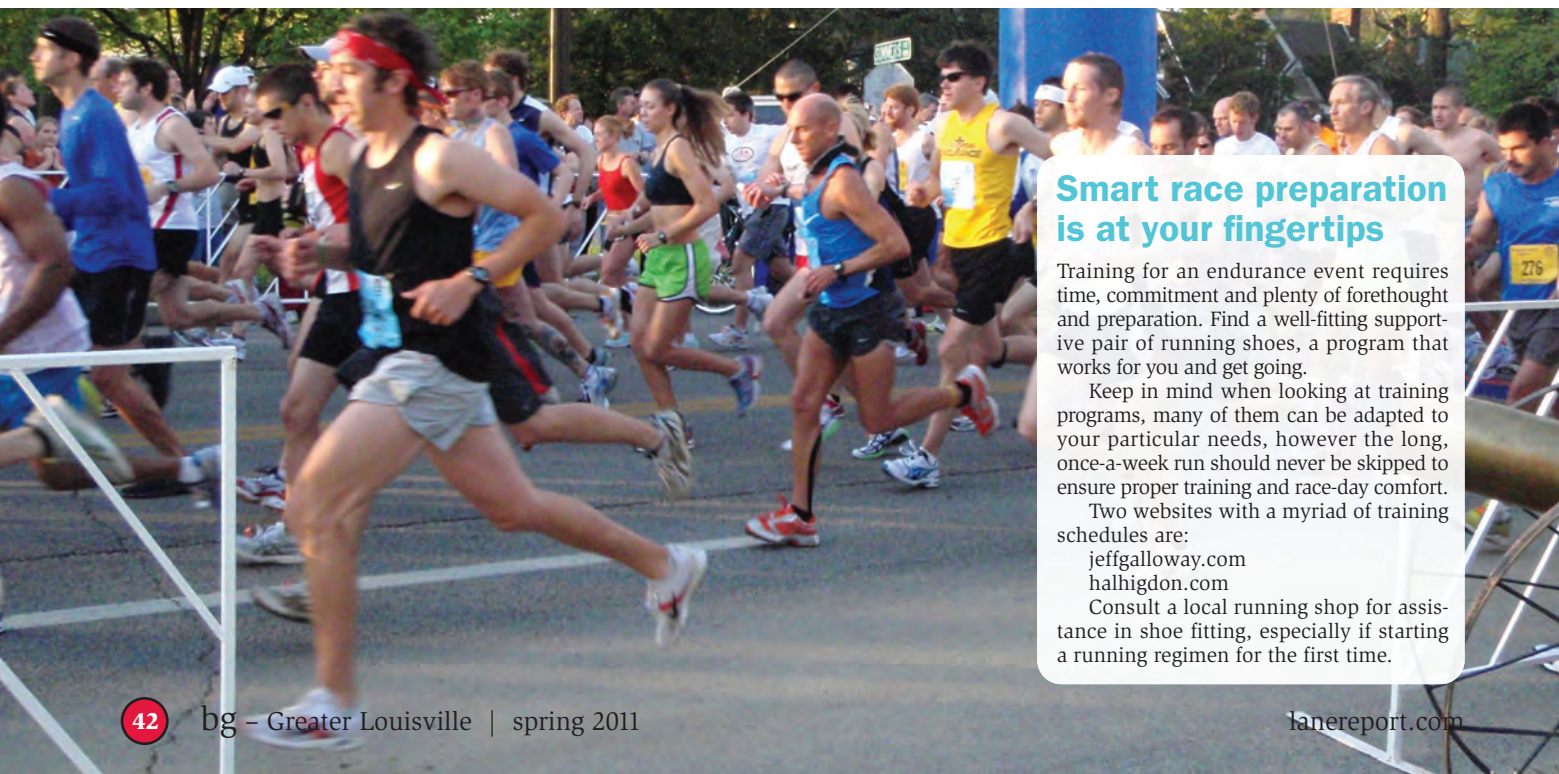 Smart race preparation
is at your fingertips
Training for an endurance event requires
time, commitment and plenty of forethought
and preparation. Find a well-fitting support-
ive pair of running shoes, a program that
works for you and get going.
Keep in mind when looking at training
programs, many of them can be adapted to
your particular needs, however the long,
once-a-week run should never be skipped to
ensure proper training and race-day comfort.
Two websites with a myriad of training
schedules are:
jeffgalloway.com
halhigdon.com
Consult a local running shop for assis-
tance in shoe fitting, especially if starting
a running regimen for the first time.
276
42 bg – Greater Louisville | spring 2011
lanereport.com